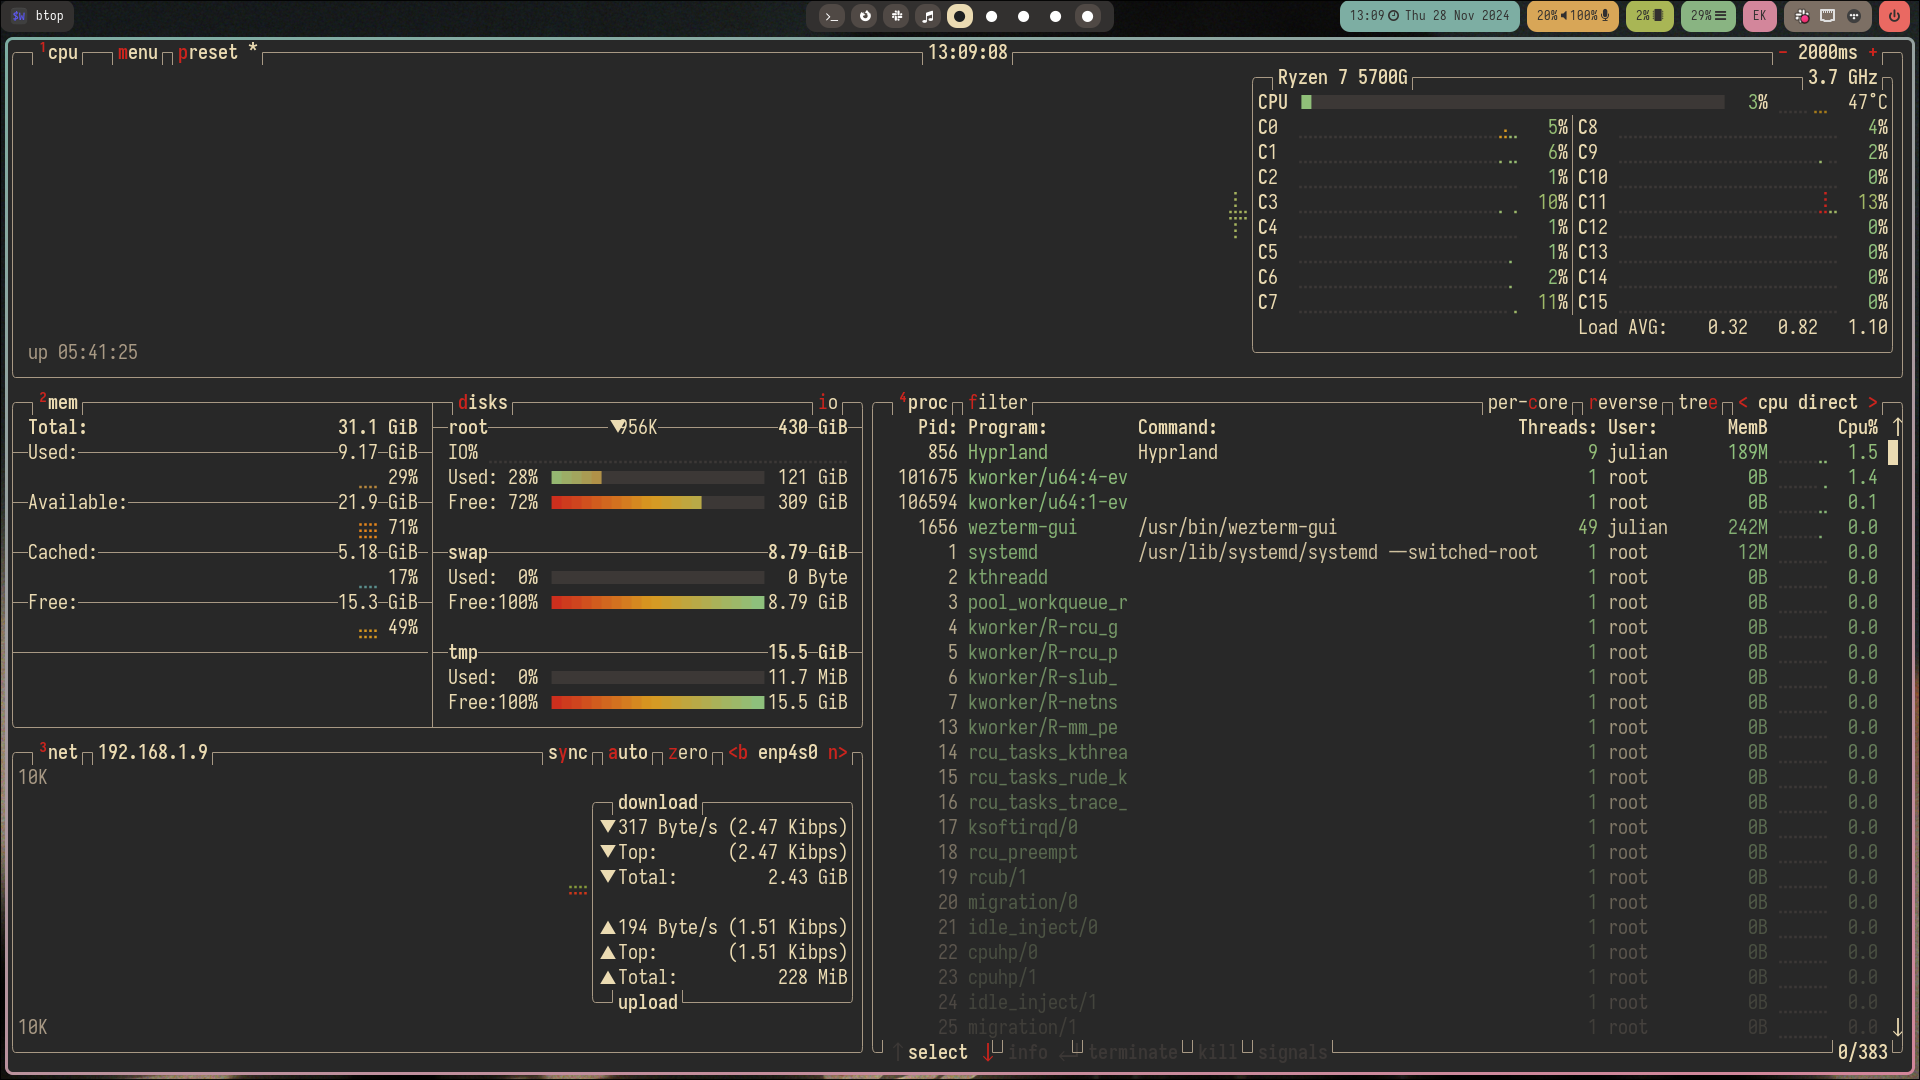 btop
13:09 Thu 28 Nov 2024 20% 100% 2% 29% EK
1cpu menu preset * 13:09:08 - 2000ms +
Ryzen 7 5700G 3.7 GHz
CPU 3% 47°C
C0 5% C8 4%
C1 6% C9 2%
C2 1% C10 0%
C3 10% C11 13%
C4 1% C12 0%
C5 1% C13 0%
C6 2% C14 0%
C7 11% C15 0%
Load AVG: 0.32 0.82 1.10
up 05:41:25
2mem
Total: 31.1 GiB
Used: 9.17 GiB
29%
Available: 21.9 GiB
71%
Cached: 5.18 GiB
17%
Free: 15.3 GiB
49%
disks io
root ▼956K 430 GiB
IO%
Used: 28% 121 GiB
Free: 72% 309 GiB
swap 8.79 GiB
Used: 0% 0 Byte
Free:100% 8.79 GiB
tmp 15.5 GiB
Used: 0% 11.7 MiB
Free:100% 15.5 GiB
3net 192.168.1.9 sync auto zero <b enp4s0 n>
10K
download
▼317 Byte/s (2.47 Kibps)
▼Top: (2.47 Kibps)
▼Total: 2.43 GiB
▲194 Byte/s (1.51 Kibps)
▲Top: (1.51 Kibps)
▲Total: 228 MiB
upload
10K
4proc filter per-core reverse tree < cpu direct >
Pid: Program: Command: Threads: User: MemB Cpu% ↑
856 Hyprland Hyprland 9 julian 189M 1.5
101675 kworker/u64:4-ev 1 root 0B 1.4
106594 kworker/u64:1-ev 1 root 0B 0.1
1656 wezterm-gui /usr/bin/wezterm-gui 49 julian 242M 0.0
1 systemd /usr/lib/systemd/systemd --switched-root 1 root 12M 0.0
2 kthreadd 1 root 0B 0.0
3 pool_workqueue_r 1 root 0B 0.0
4 kworker/R-rcu_g 1 root 0B 0.0
5 kworker/R-rcu_p 1 root 0B 0.0
6 kworker/R-slub_ 1 root 0B 0.0
7 kworker/R-netns 1 root 0B 0.0
13 kworker/R-mm_pe 1 root 0B 0.0
14 rcu_tasks_kthrea 1 root 0B 0.0
15 rcu_tasks_rude_k 1 root 0B 0.0
16 rcu_tasks_trace_ 1 root 0B 0.0
17 ksoftirqd/0 1 root 0B 0.0
18 rcu_preempt 1 root 0B 0.0
19 rcub/1 1 root 0B 0.0
20 migration/0 1 root 0B 0.0
21 idle_inject/0 1 root 0B 0.0
22 cpuhp/0 1 root 0B 0.0
23 cpuhp/1 1 root 0B 0.0
24 idle_inject/1 1 root 0B 0.0
25 migration/1 1 root 0B 0.0 ↓
↑ select ↓ info ↵ terminate kill signals 0/383